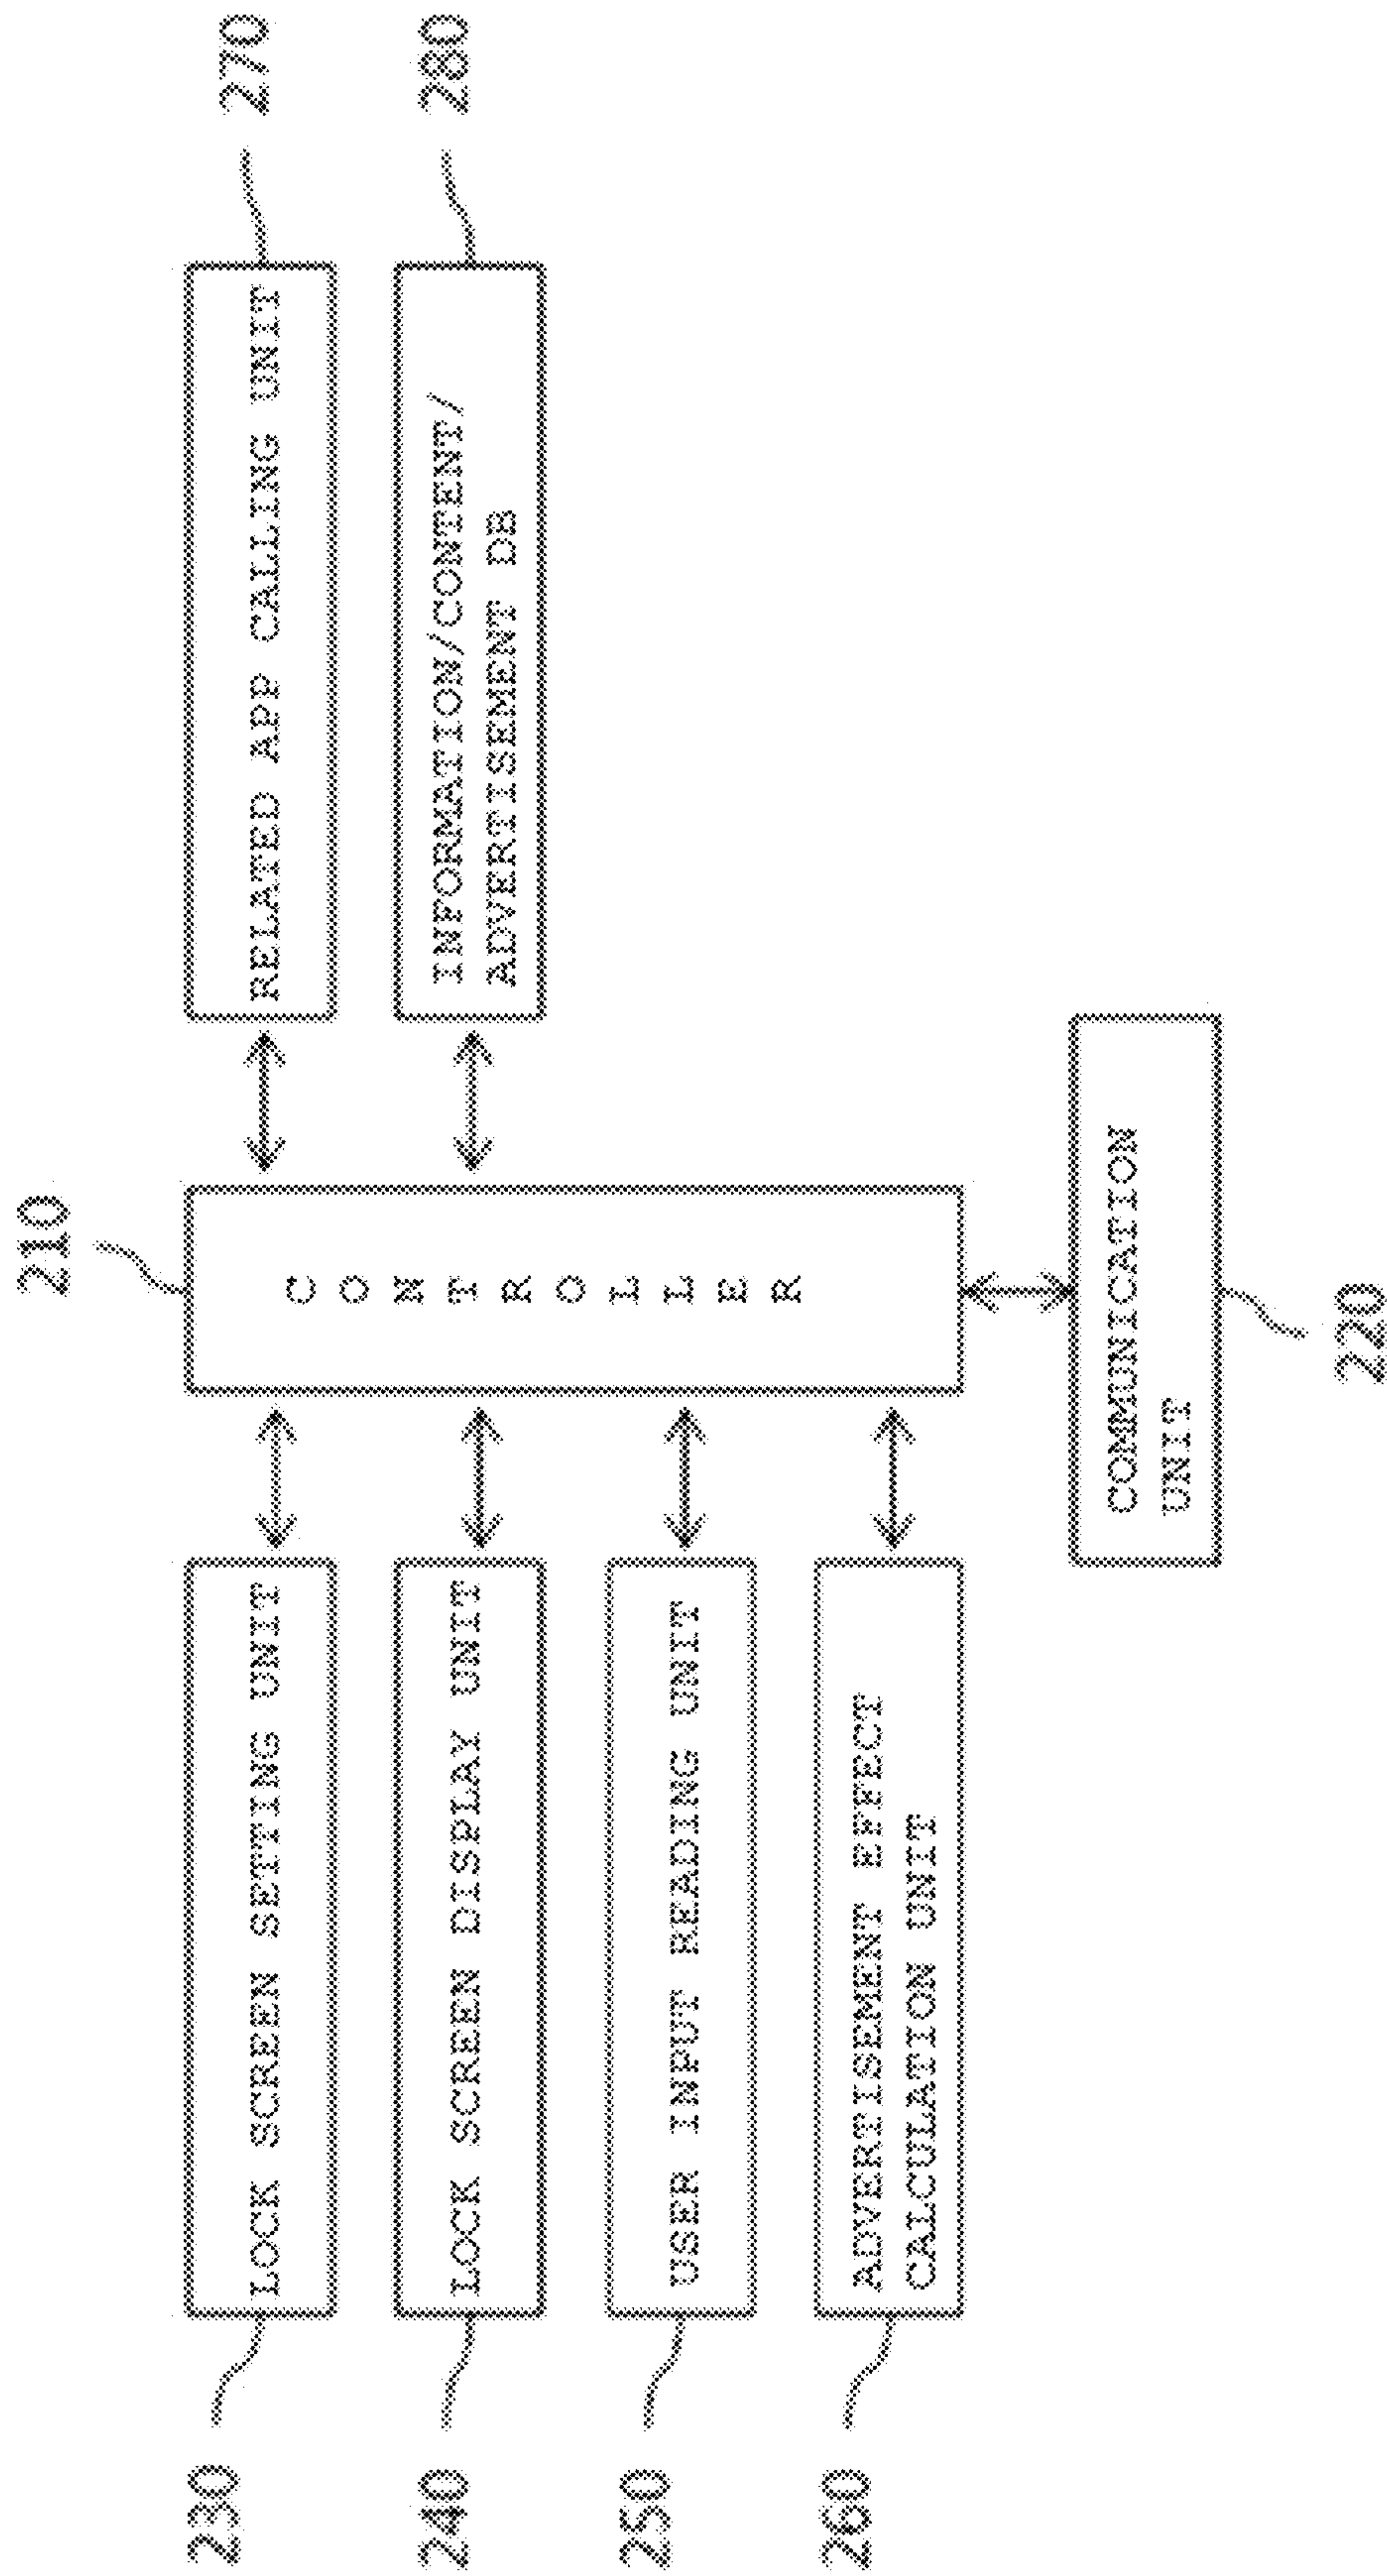 210
230
LOCK SCREEN SETTING UNIT
240
LOCK SCREEN DISPLAY UNIT
250
USER INPUT READING UNIT
260
ADVERTISEMENT EFFECT
CALCULATION UNIT
CONTROLLER
RELATED APP CALLING UNIT
270
INFORMATION/CONTENT/
ADVERTISEMENT DB
280
COMMUNICATION
UNIT
220